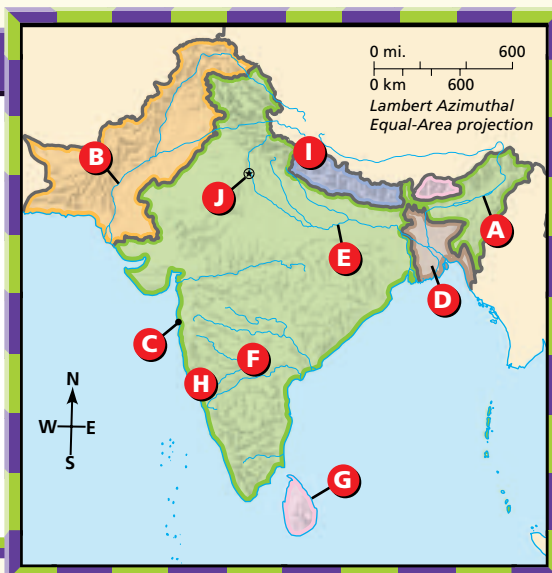 0 mi. 600
0 km 600
Lambert Azimuthal
Equal-Area projection
I
B
J
A
E
D
C
F
H
N
W E
S
G